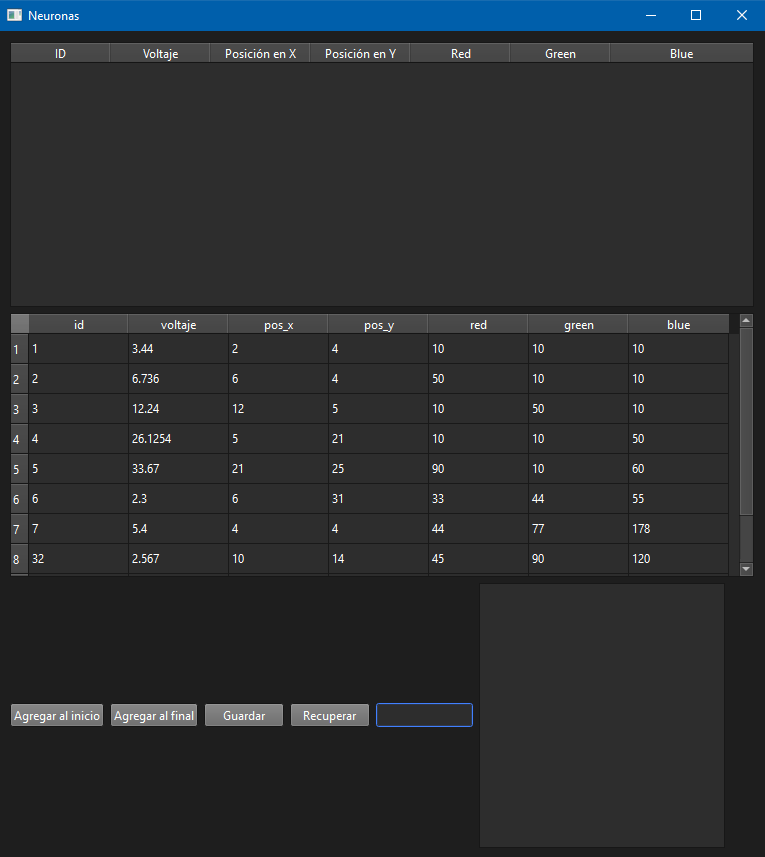 Neuronas
ID Voltaje Posición en X Posición en Y Red Green Blue
id voltaje pos_x pos_y red green blue
1 1 3.44 2 4 10 10 10
2 2 6.736 6 4 50 10 10
3 3 12.24 12 5 10 50 10
4 4 26.1254 5 21 10 10 50
5 5 33.67 21 25 90 10 60
6 6 2.3 6 31 33 44 55
7 7 5.4 4 4 44 77 178
8 32 2.567 10 14 45 90 120
Agregar al inicio Agregar al final Guardar Recuperar